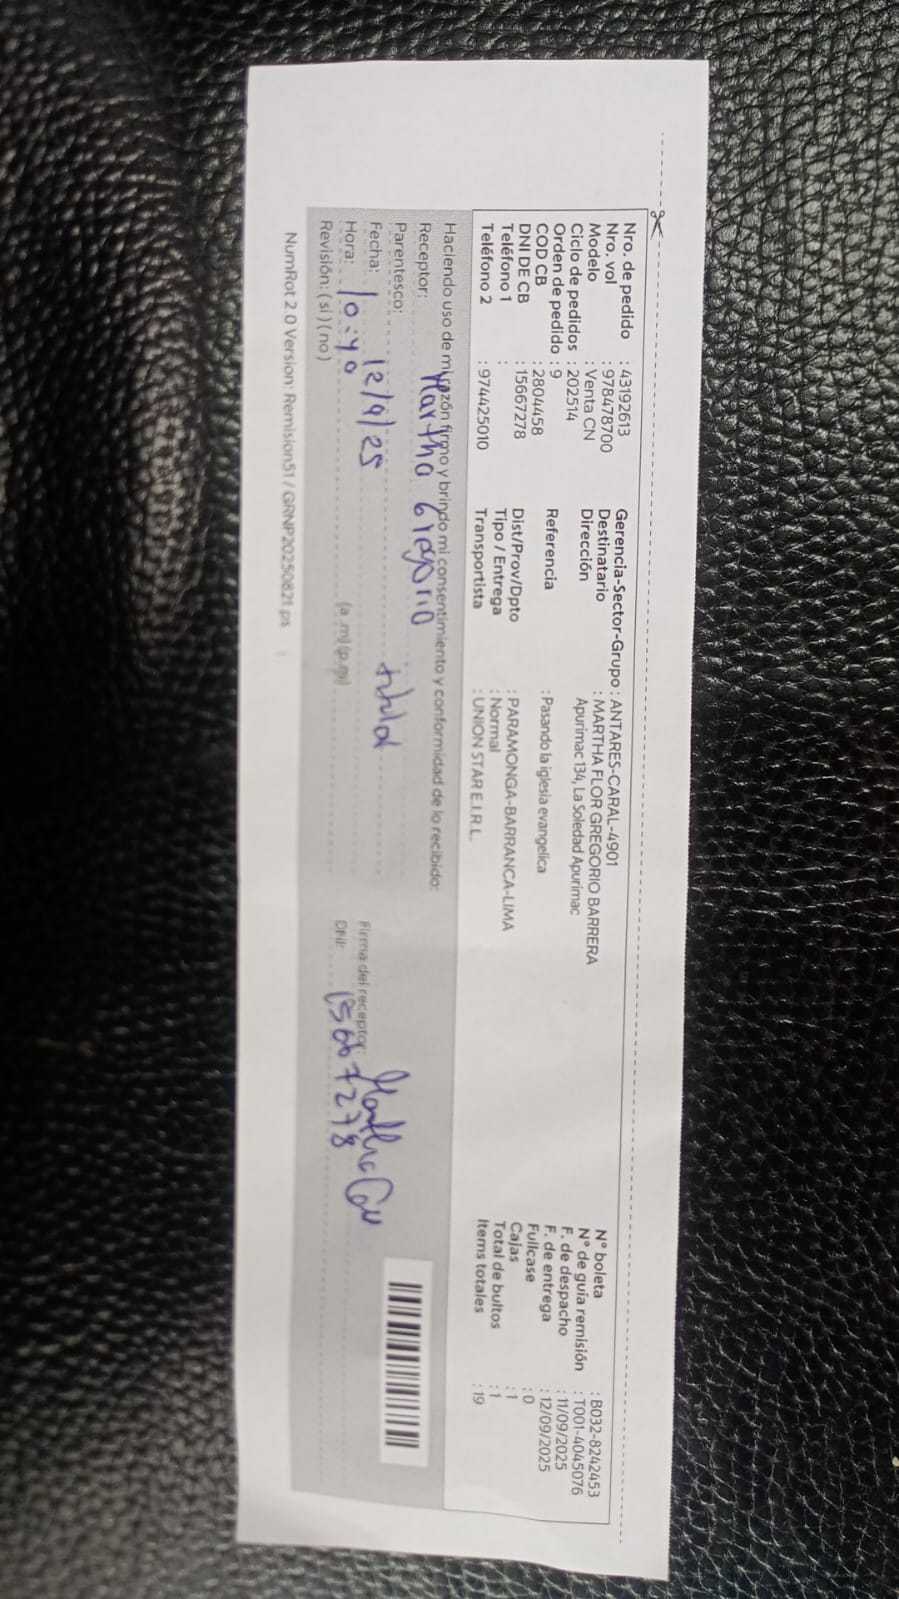 Nro. de pedido : 43192613
Nro. vol : 978478700
Modelo : Venta CN
Ciclo de pedidos : 202514
Orden de pedido : 9
COD CB : 2804458
DNI DE CB : 15667278
Teléfono 1 :
Teléfono 2 : 974425010
Gerencia-Sector-Grupo : ANTARES-CARAL-4901
Destinatario : MARTHA FLOR GREGORIO BARRERA
Dirección Apurimac 134, La Soledad Apurimac
Referencia : Pasando la iglesia evangelica
Dist/Prov/Dpto : PARAMONGA-BARRANCA-LIMA
Tipo / Entrega : Normal
Transportista : UNION STAR E.I.R.L.
N° boleta : B032-8242453
N° de guia remisión : T001-4045076
F. de despacho : 11/09/2025
F. de entrega : 12/09/2025
Fullcase : 0
Cajas : 1
Total de bultos : 1
Items totales : 19
Haciendo uso de mi razón firmo y brindo mi consentimiento y conformidad de lo recibido:
Receptor: Martha Gregorio
Parentesco:
Fecha: 12/9/25
Hora: 10:40 (a .m) (p.m)
Revisión: ( si ) ( no )
Firma del receptor:
DNI: 15667278
NumRot 2.0 Version: Remision51 / GRNP20250821.ps